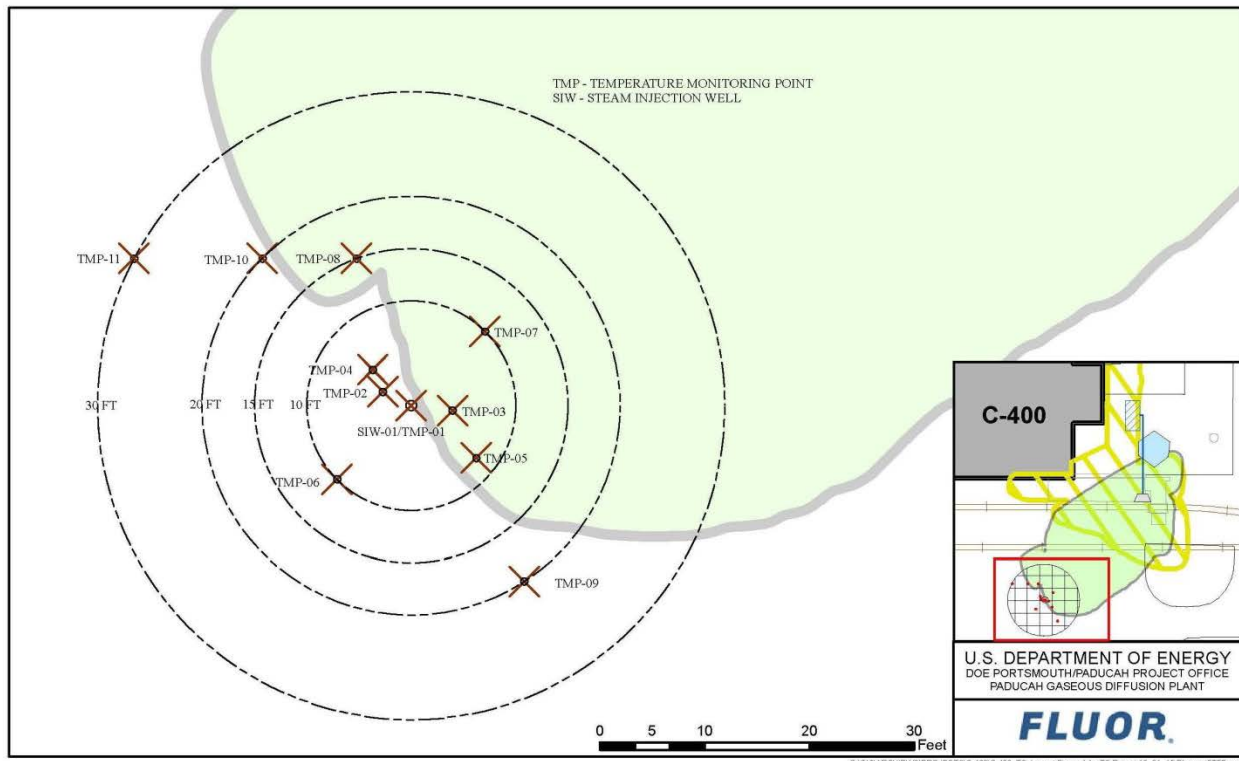 TMP - TEMPERATURE MONITORING POINT
SIW - STEAM INJECTION WELL
TMP-11
TMP-10
TMP-08
TMP-07
TMP-04
TMP-02
30 FT
20 FT
15 FT
10 FT
TMP-03
SIW-01/TMP-01
TMP-05
TMP-06
TMP-09
C-400
U.S. DEPARTMENT OF ENERGY
DOE PORTSMOUTH/PADUCAH PROJECT OFFICE
PADUCAH GASEOUS DIFFUSION PLANT
FLUOR®
0 5 10 20 30
Feet